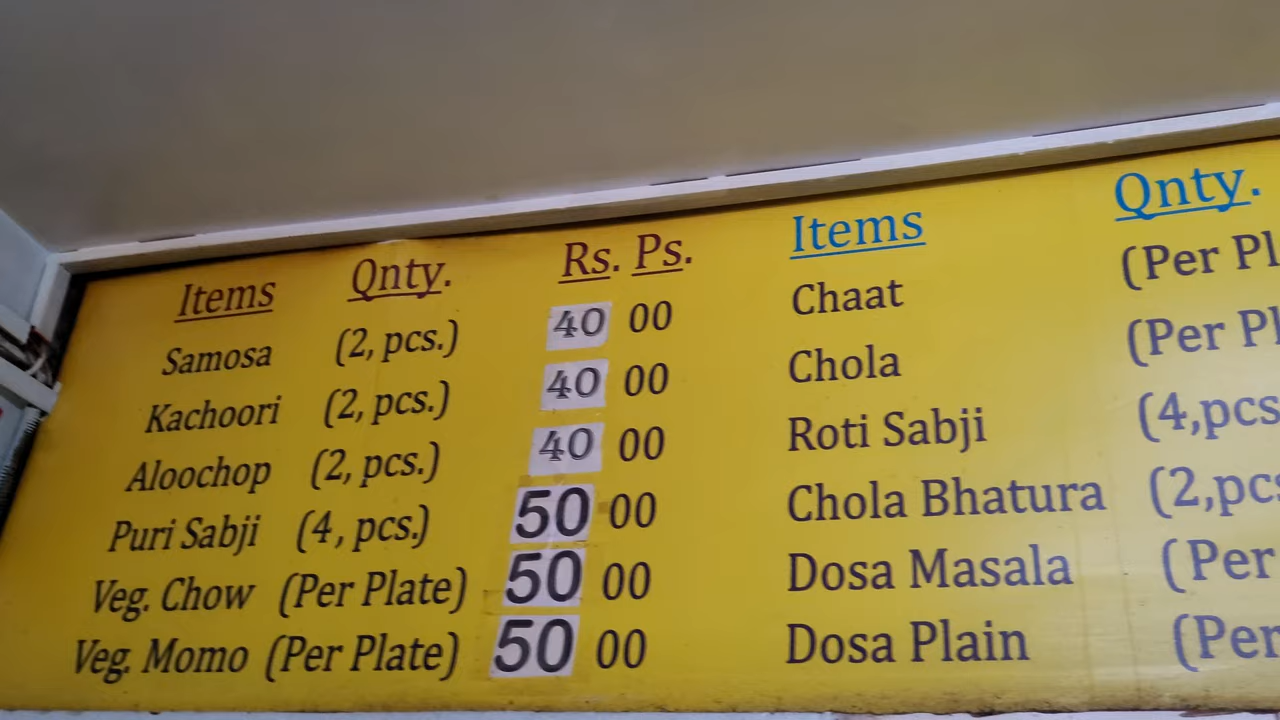 Items Qnty. Rs. Ps.
Samosa (2, pcs.) 40 00
Kachoori (2, pcs.) 40 00
Aloochop (2, pcs.) 40 00
Puri Sabji (4, pcs.) 50 00
Veg. Chow (Per Plate) 50 00
Veg. Momo (Per Plate) 50 00
Items Qnty.
Chaat (Per
Chola (Per
Roti Sabji (4,pcs
Chola Bhatura (2,pcs
Dosa Masala (Per
Dosa Plain (Per